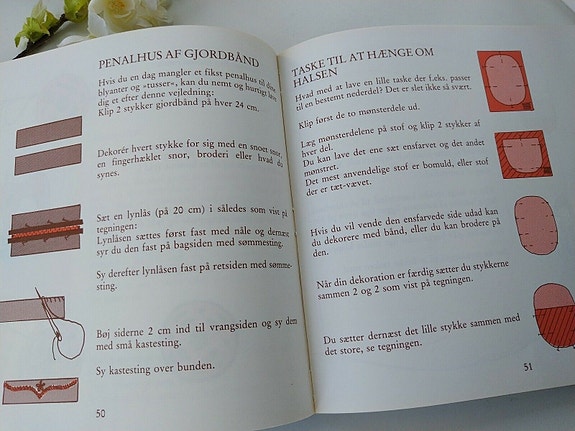 PENALHUS AF GJORDBÅND
Hvis du en dag mangler et fikst penalhus til dine
blyanter og »tusser«, kan du nemt og hurtigt lave
dig et efter denne vejledning:
Klip 2 stykker gjordbånd på hver 24 cm.
Dekorér hvert stykke for sig med en snoet snor,
en fingerhæklet snor, broderi eller hvad du
synes.
Sæt en lynlås (på 20 cm) i således som vist på
tegningen:
Lynlåsen sættes først fast med nåle og dernæst
syr du den fast på bagsiden med sømmesting.
Sy derefter lynlåsen fast på retsiden med sømme-
sting.
Bøj siderne 2 cm ind til vrangsiden og sy dem
med små kastesting.
Sy kastesting over bunden.
50
TASKE TIL AT HÆNGE OM
HALSEN
Hvad med at lave en lille taske der f.eks. passer
til en bestemt nederdel? Det er slet ikke så svært.
Klip først de to mønsterdele ud.
Læg mønsterdelene på stof og klip 2 stykker af
hver del.
Du kan lave det ene sæt ensfarvet og det andet
mønstret.
Det mest anvendelige stof er bomuld, eller stof
der er tæt-vævet.
Hvis du vil vende den ensfarvede side udad kan
du dekorere med bånd, eller du kan brodere på
den.
Når din dekoration er færdig sætter du stykkerne
sammen 2 og 2 som vist på tegningen.
Du sætter dernæst det lille stykke sammen med
det store, se tegningen.
51